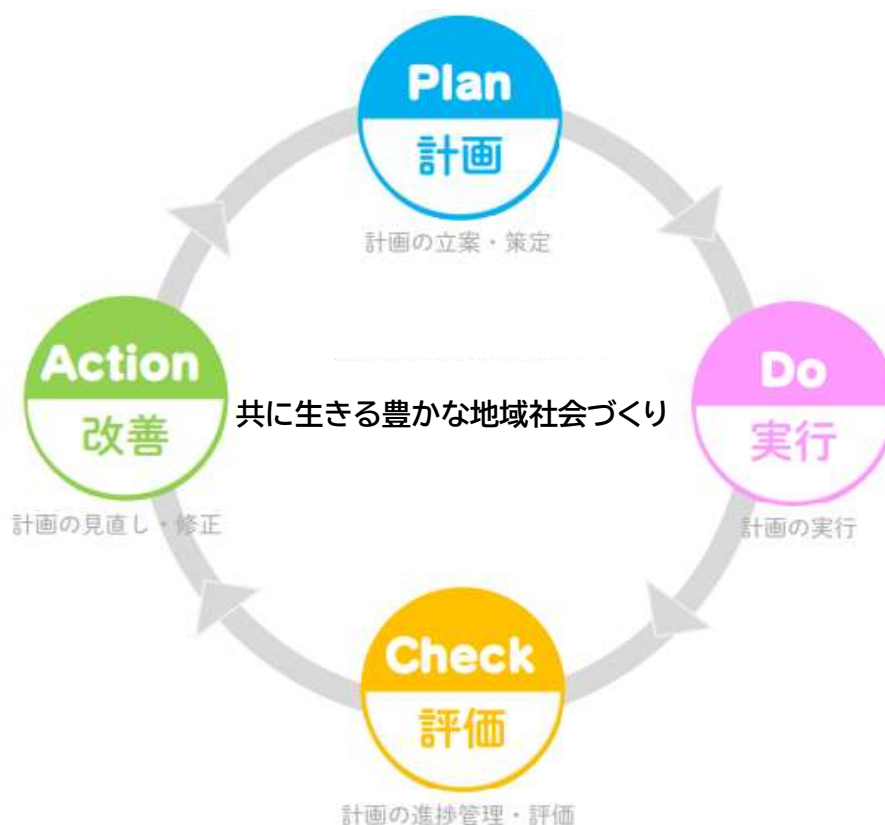 Plan
計画
計画の立案・策定
Do
実行
計画の実行
Check
評価
計画の進捗管理・評価
Action
改善
計画の見直し・修正
共に生きる豊かな地域社会づくり